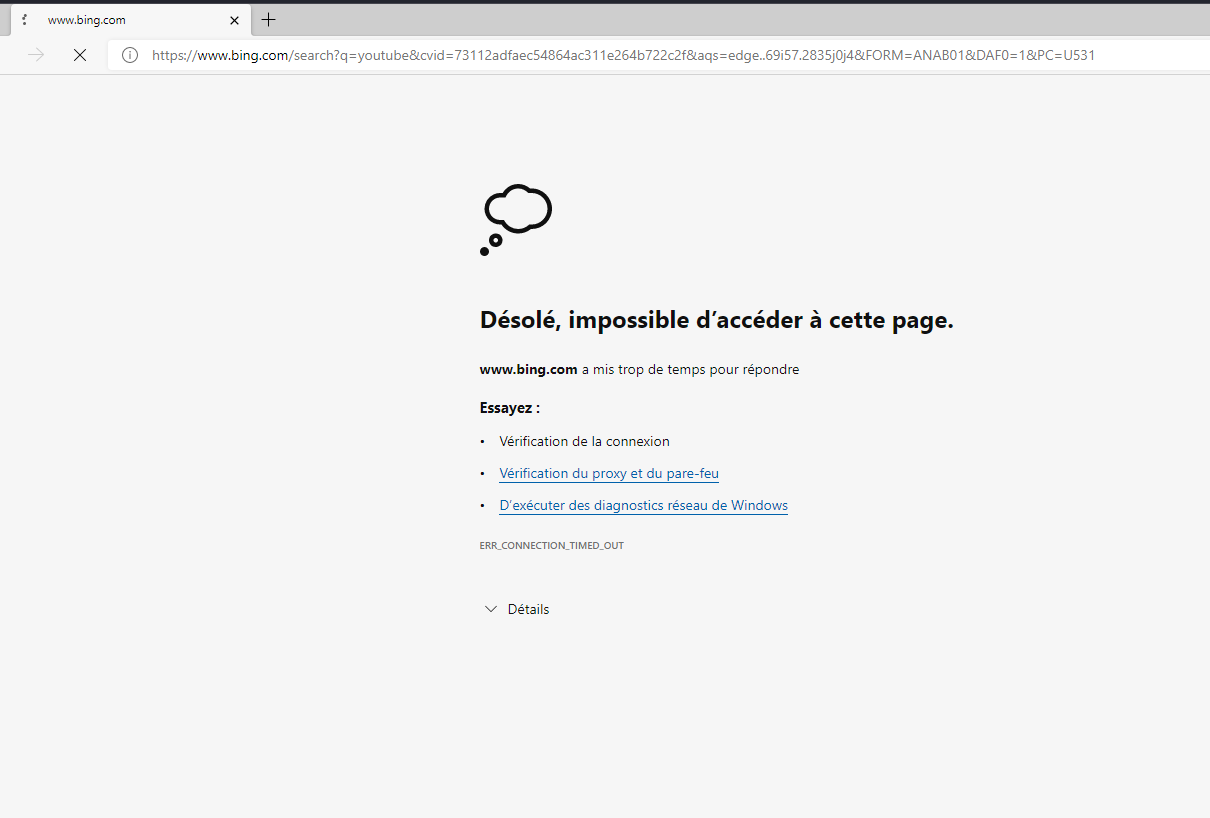 www.bing.com
https://www.bing.com/search?q=youtube&cvid=73112adfaec54864ac311e264b722c2f&aqs=edge..69i57.2835j0j4&FORM=ANAB01&DAF0=1&PC=U531
Désolé, impossible d’accéder à cette page.
www.bing.com a mis trop de temps pour répondre
Essayez :
• Vérification de la connexion
• Vérification du proxy et du pare-feu
• D’exécuter des diagnostics réseau de Windows
ERR_CONNECTION_TIMED_OUT
Détails